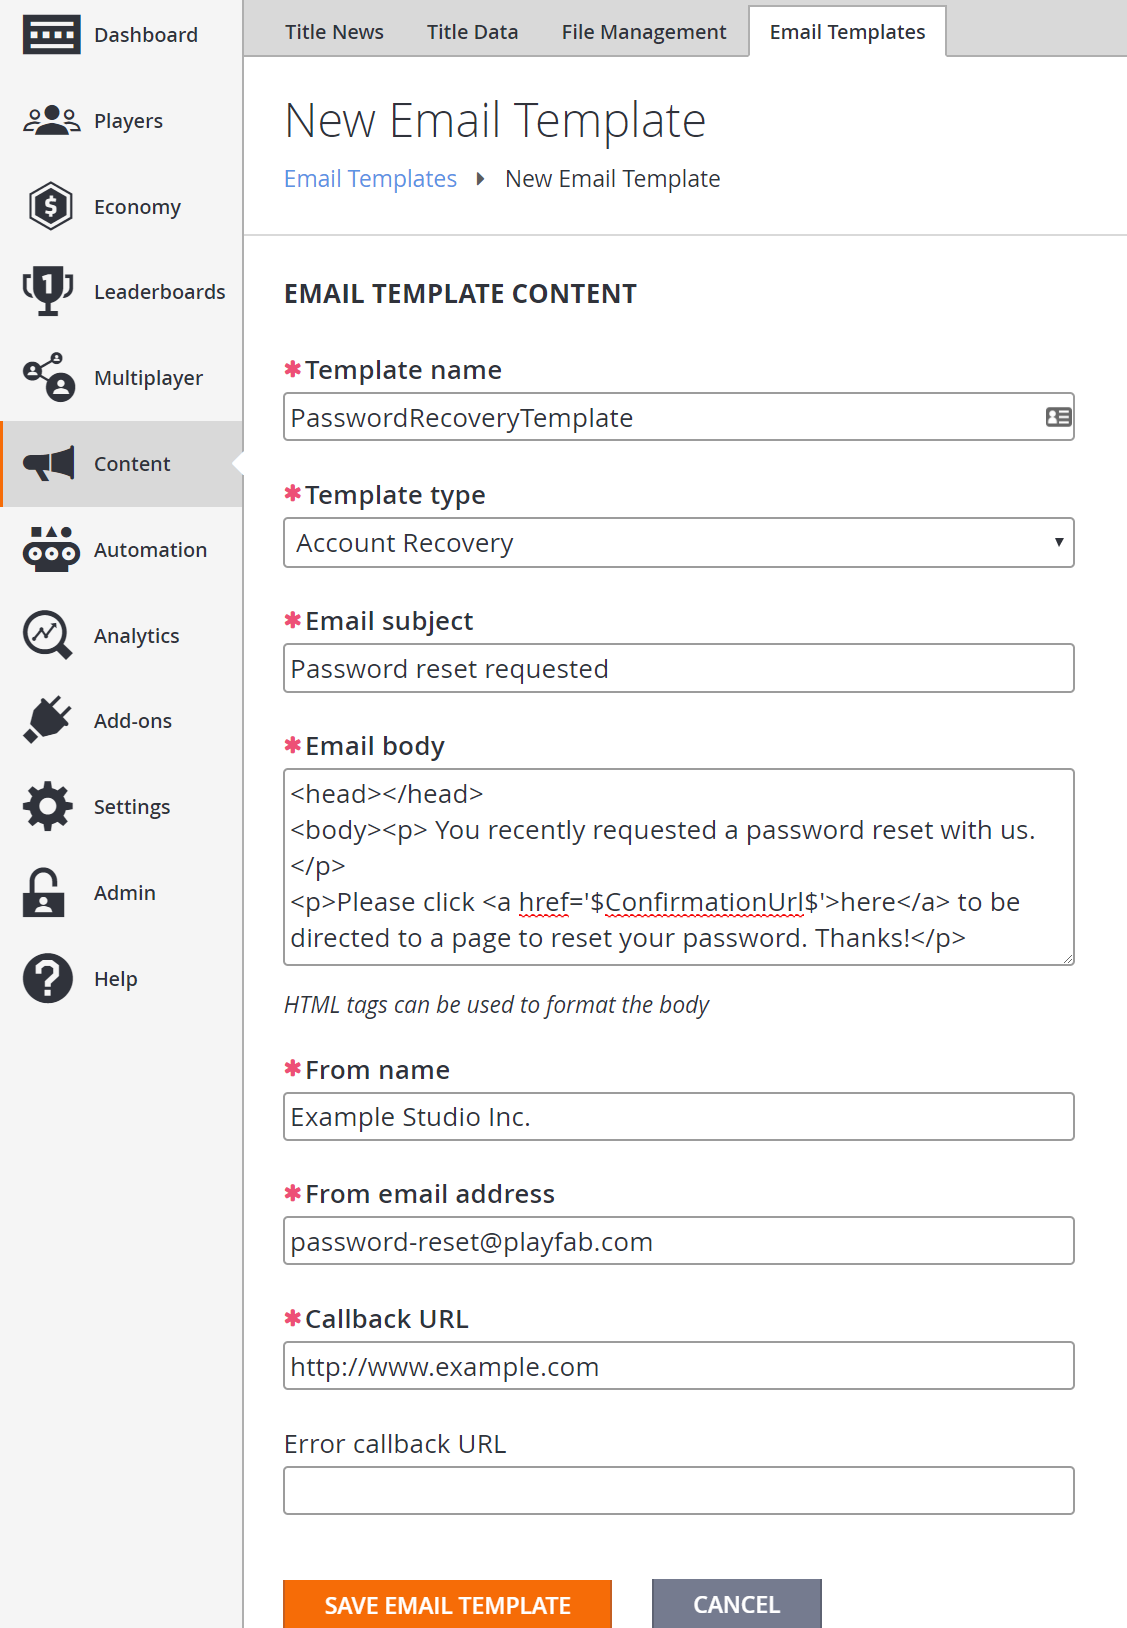 Dashboard
Players
Economy
Leaderboards
Multiplayer
Content
Automation
Analytics
Add-ons
Settings
Admin
Help
Title News
Title Data
File Management
Email Templates
New Email Template
Email Templates New Email Template
EMAIL TEMPLATE CONTENT
*Template name
PasswordRecoveryTemplate
*Template type
Account Recovery
*Email subject
Password reset requested
*Email body
<head></head>
<body><p> You recently requested a password reset with us.
</p>
<p>Please click <a href='$ConfirmationUrl$'>here</a> to be
directed to a page to reset your password. Thanks!</p>
HTML tags can be used to format the body
*From name
Example Studio Inc.
*From email address
password-reset@playfab.com
*Callback URL
http://www.example.com
Error callback URL
SAVE EMAIL TEMPLATE
CANCEL